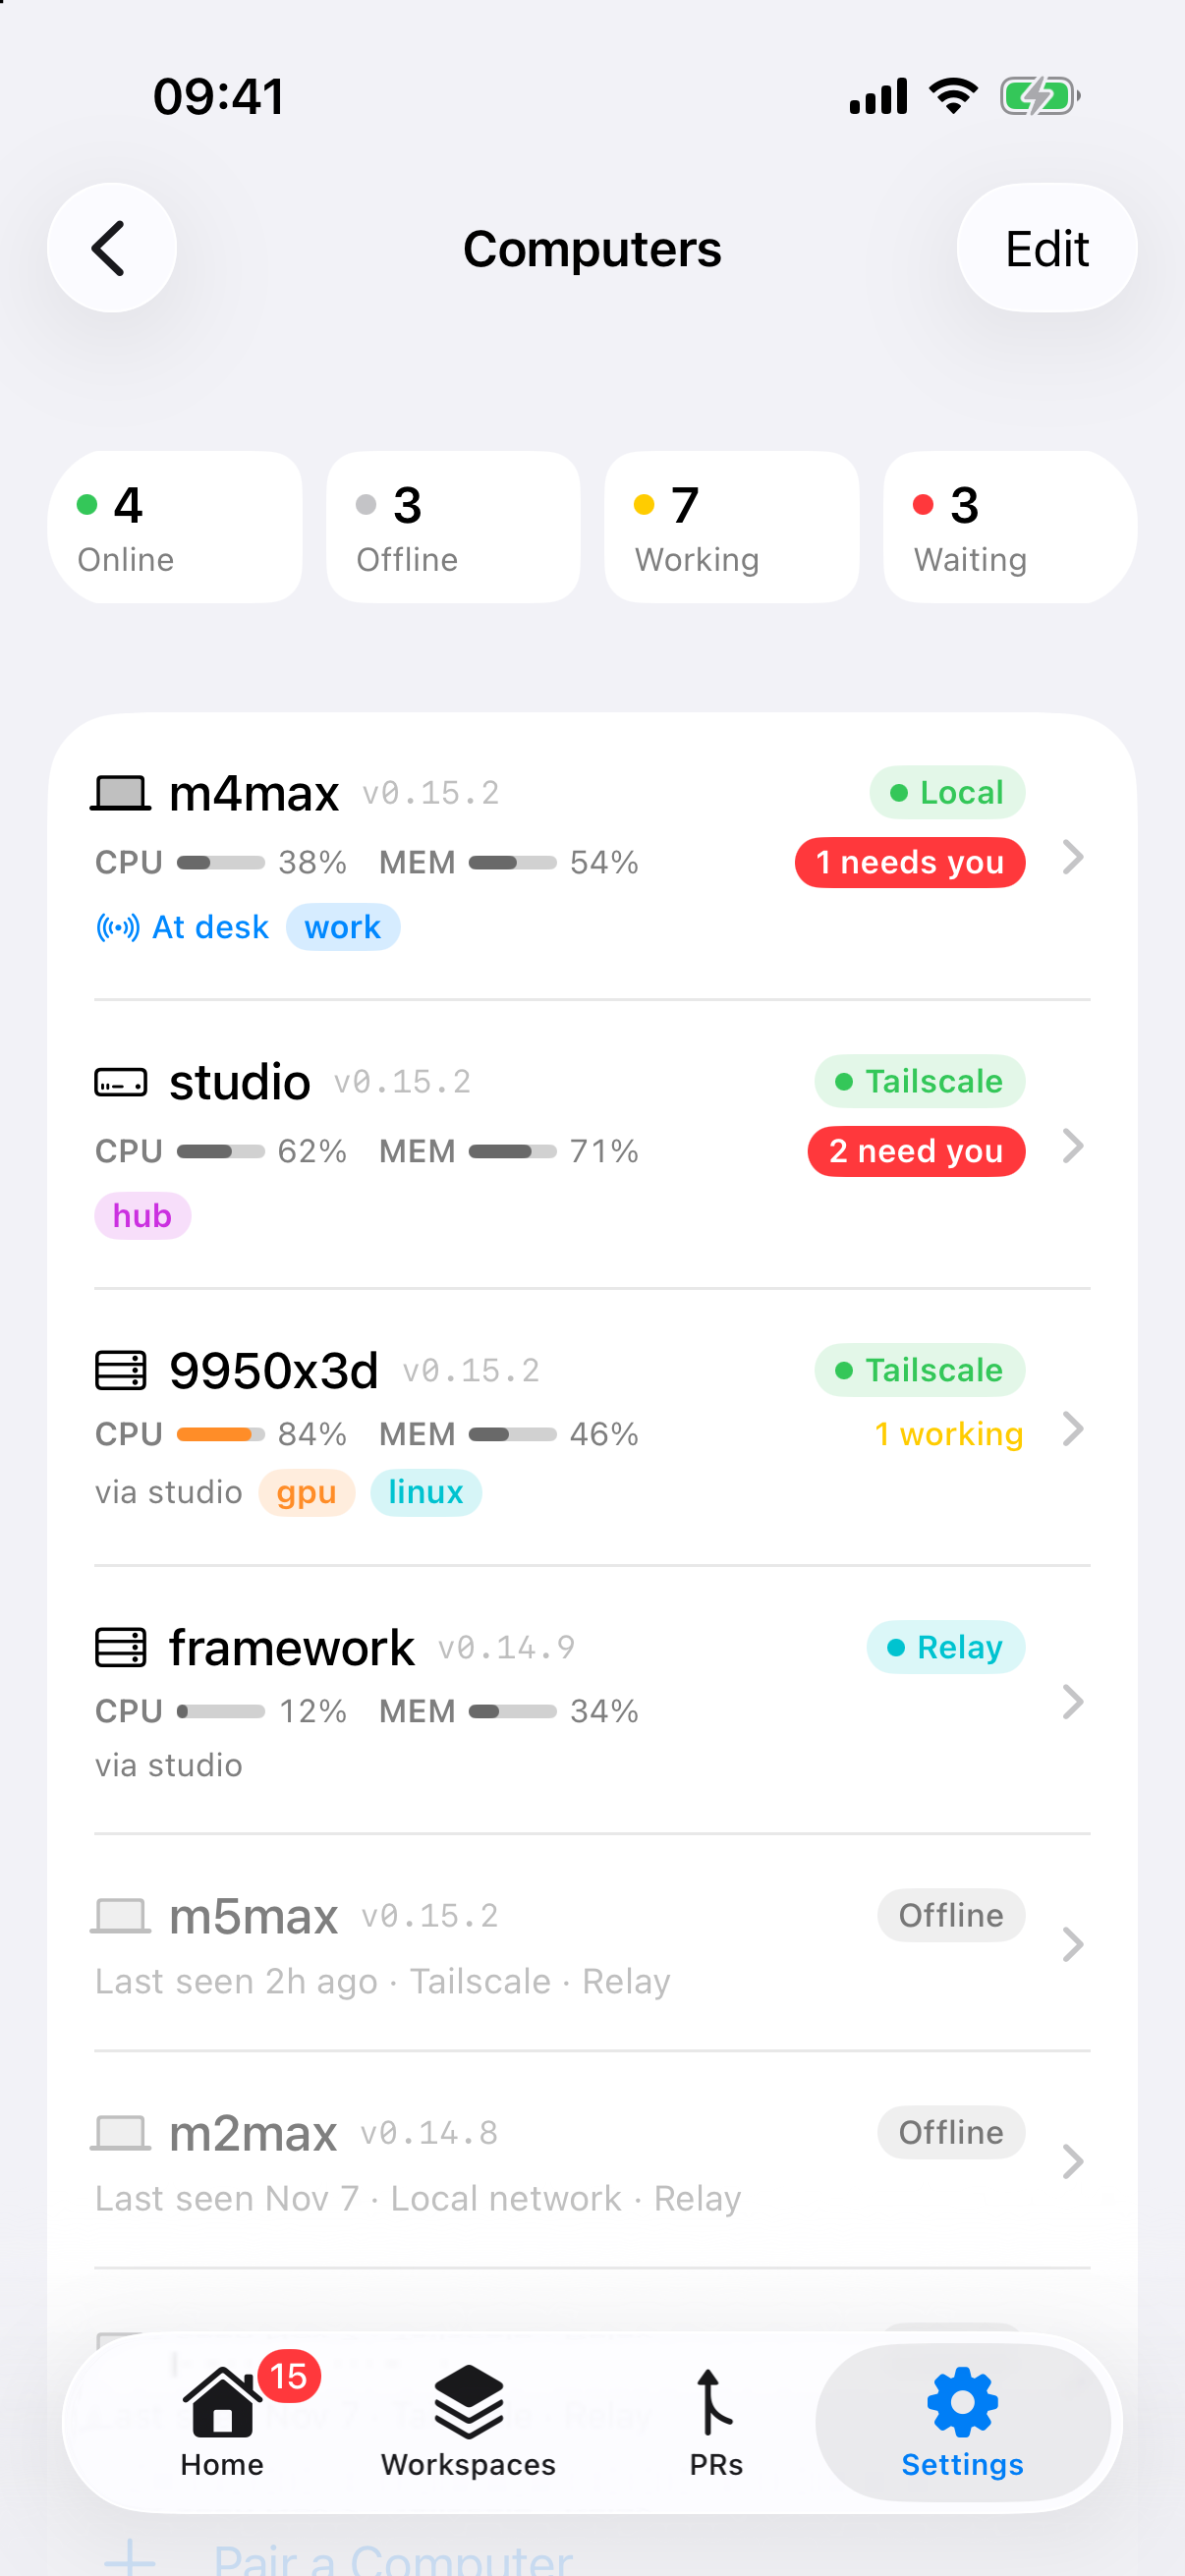 09:41
Computers
Edit
4
Online
3
Offline
7
Working
3
Waiting
m4max v0.15.2 Local
CPU 38% MEM 54% 1 needs you
At desk work
studio v0.15.2 Tailscale
CPU 62% MEM 71% 2 need you
hub
9950x3d v0.15.2 Tailscale
CPU 84% MEM 46% 1 working
via studio gpu linux
framework v0.14.9 Relay
CPU 12% MEM 34%
via studio
m5max v0.15.2 Offline
Last seen 2h ago · Tailscale · Relay
m2max v0.14.8 Offline
Last seen Nov 7 · Local network · Relay
15
Home
Workspaces
PRs
Settings
Pair a Computer